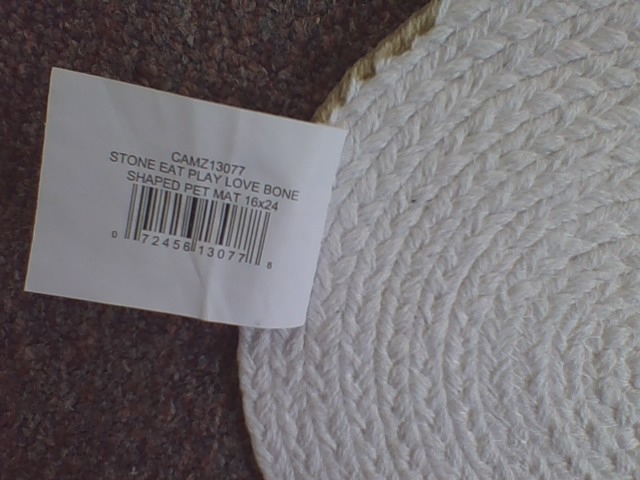 CAMZ13077
STONE EAT PLAY LOVE BONE
SHAPED PET MAT 16x24
0 72456 13077 8